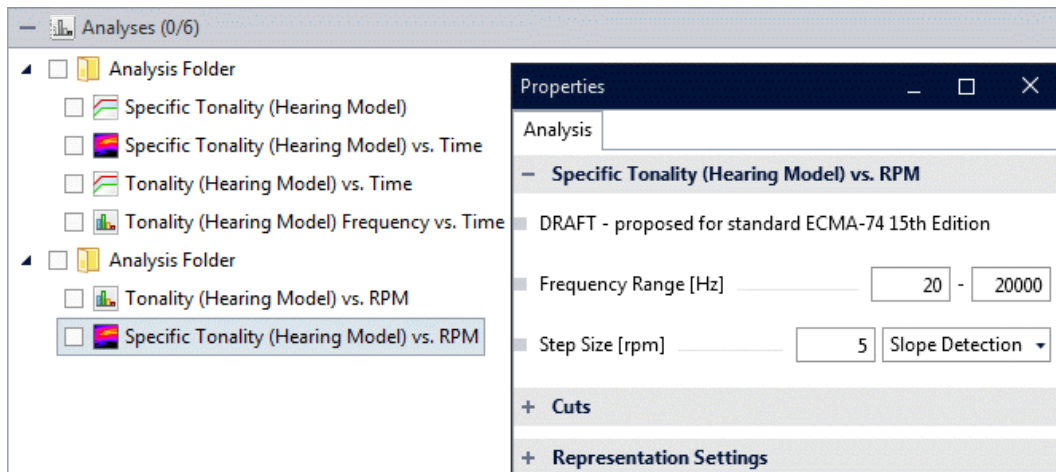 Analyses (0/6)
Analysis Folder
Specific Tonality (Hearing Model)
Specific Tonality (Hearing Model) vs. Time
Tonality (Hearing Model) vs. Time
Tonality (Hearing Model) Frequency vs. Time
Analysis Folder
Tonality (Hearing Model) vs. RPM
Specific Tonality (Hearing Model) vs. RPM
Properties
Analysis
Specific Tonality (Hearing Model) vs. RPM
DRAFT - proposed for standard ECMA-74 15th Edition
Frequency Range [Hz] 20 - 20000
Step Size [rpm] 5 Slope Detection
Cuts
Representation Settings